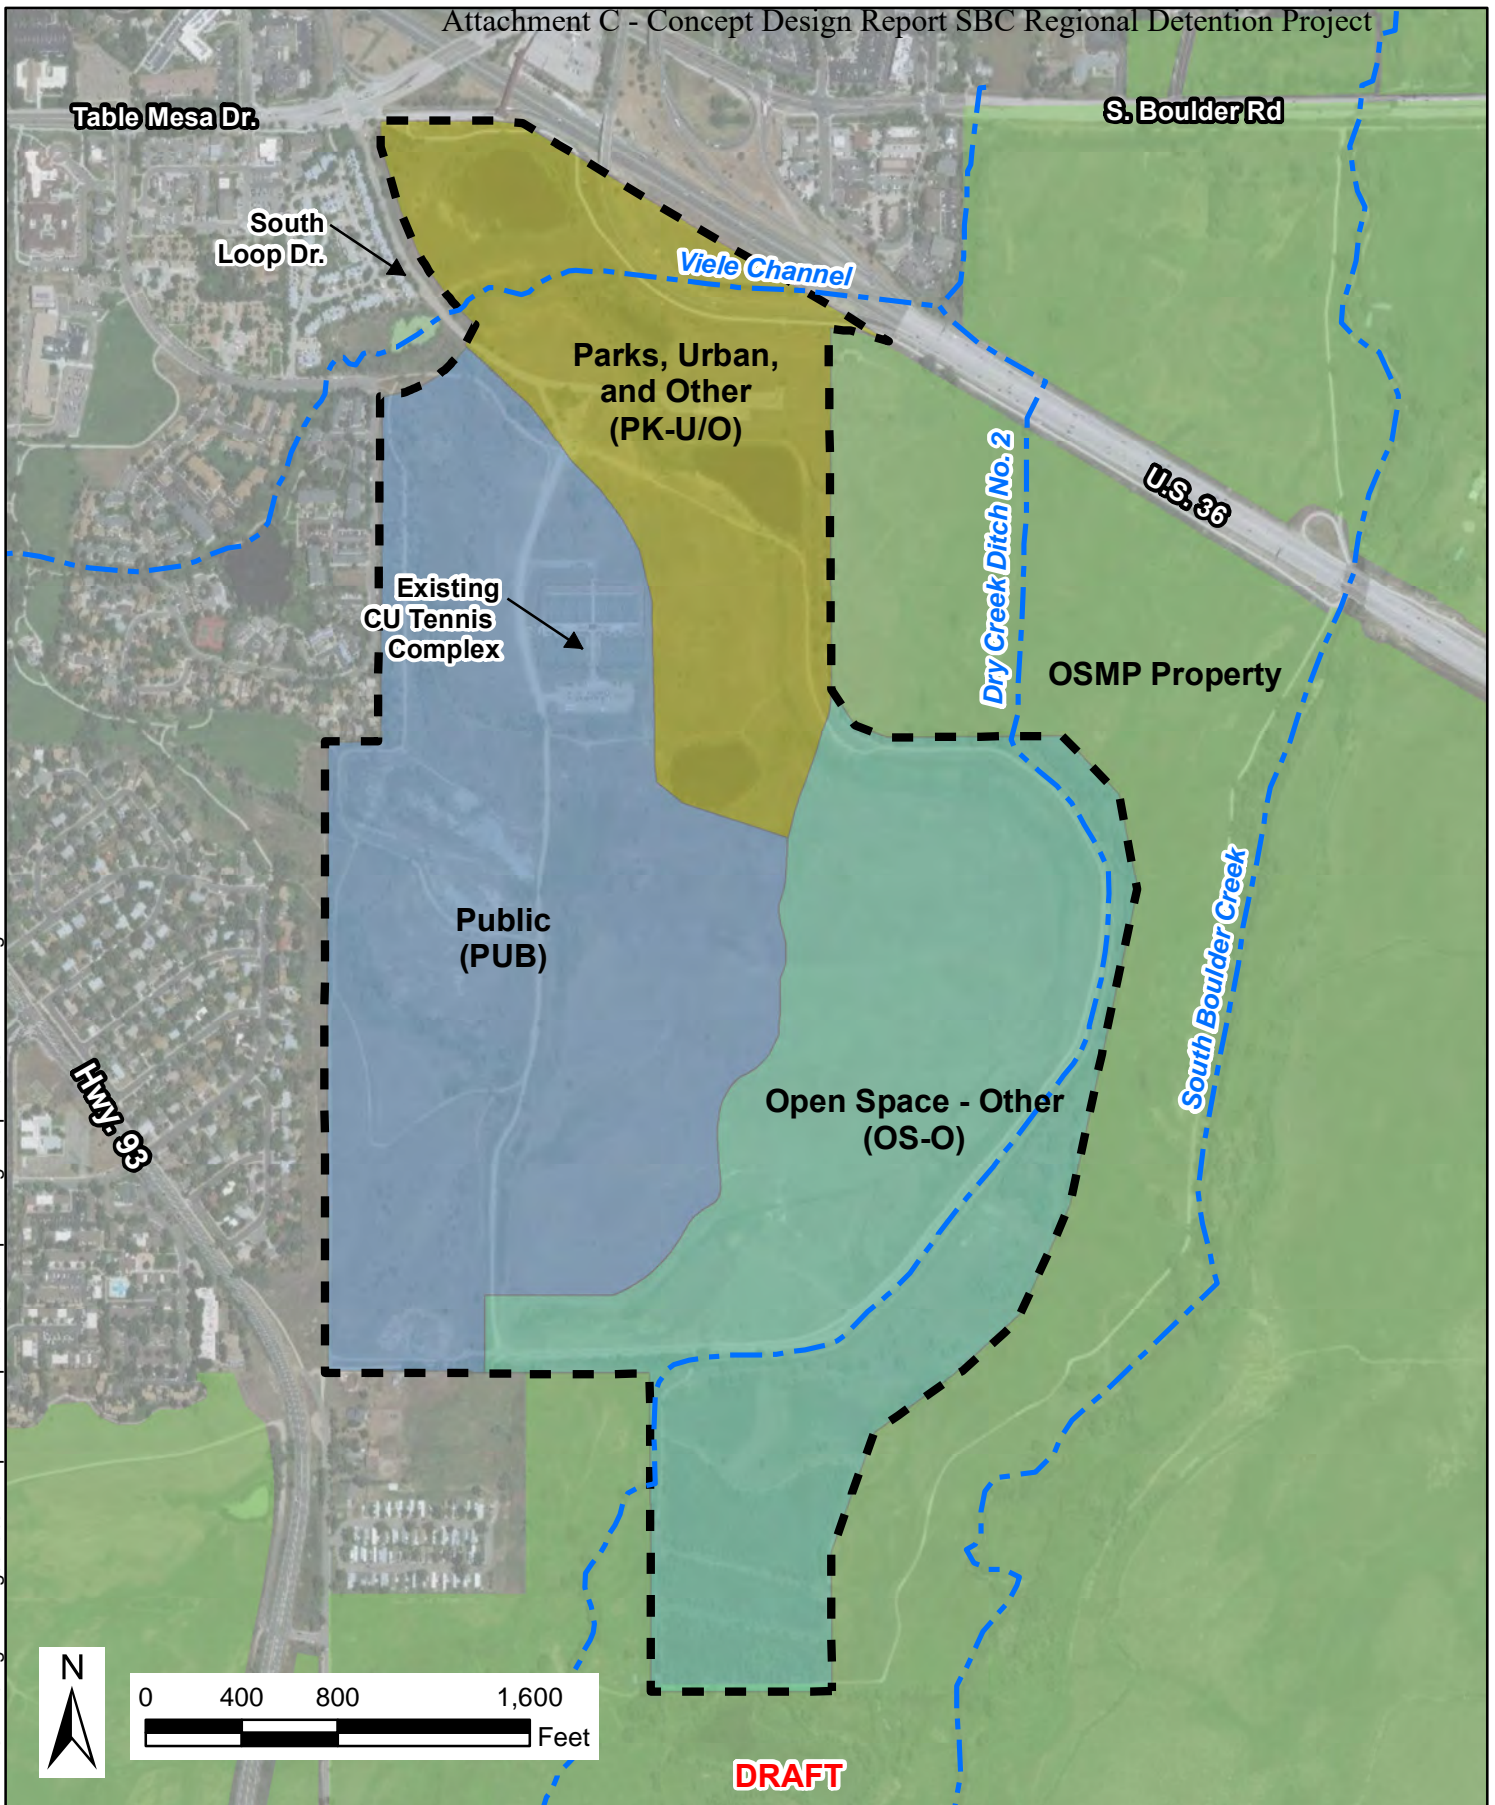 Attachment C - Concept Design Report SBC Regional Detention Project
Table Mesa Dr.
S. Boulder Rd
South
Loop Dr.
Viele Channel
Parks, Urban,
and Other
(PK-U/O)
Dry Creek Ditch No. 2
U.S. 36
Existing
CU Tennis
Complex
OSMP Property
Public
(PUB)
South Boulder Creek
Hwy. 93
Open Space - Other
(OS-O)
N
0 400 800 1,600
Feet
DRAFT